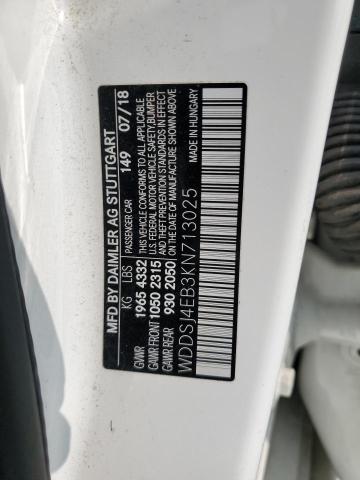 MFD BY DAIMLER AG STUTTGART
KG LBS PASSENGER CAR 149 07/18
GVWR 1965 4332 THIS VEHICLE CONFORMS TO ALL APPLICABLE
GAWR FRONT 1050 2315 U.S. FEDERAL MOTOR VEHICLE SAFETY, BUMPER
GAWR REAR 930 2050 AND THEFT PREVENTION STANDARDS IN EFFECT ON THE DATE OF MANUFACTURE SHOWN ABOVE
WDDSJ4EB3KN713025
MADE IN HUNGARY